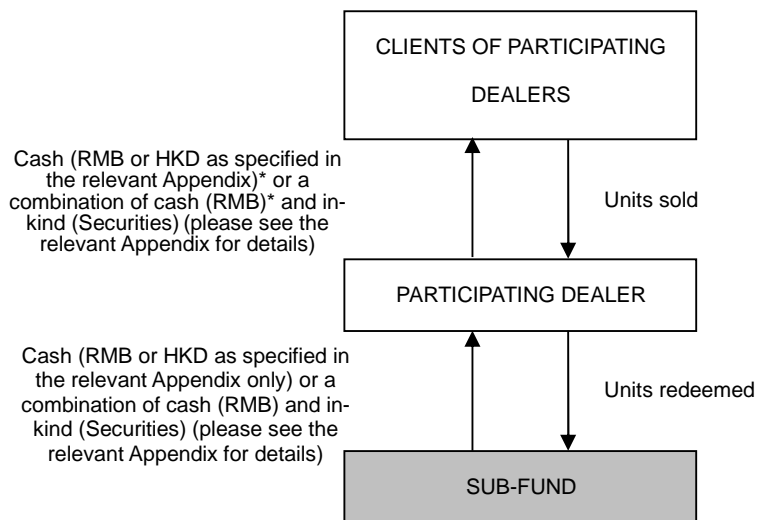 CLIENTS OF PARTICIPATING
DEALERS
Cash (RMB or HKD as specified in
the relevant Appendix)* or a
combination of cash (RMB)* and in-
kind (Securities) (please see the
relevant Appendix for details)
Units sold
PARTICIPATING DEALER
Cash (RMB or HKD as specified in
the relevant Appendix only) or a
combination of cash (RMB) and in-
kind (Securities) (please see the
relevant Appendix for details)
Units redeemed
SUB-FUND